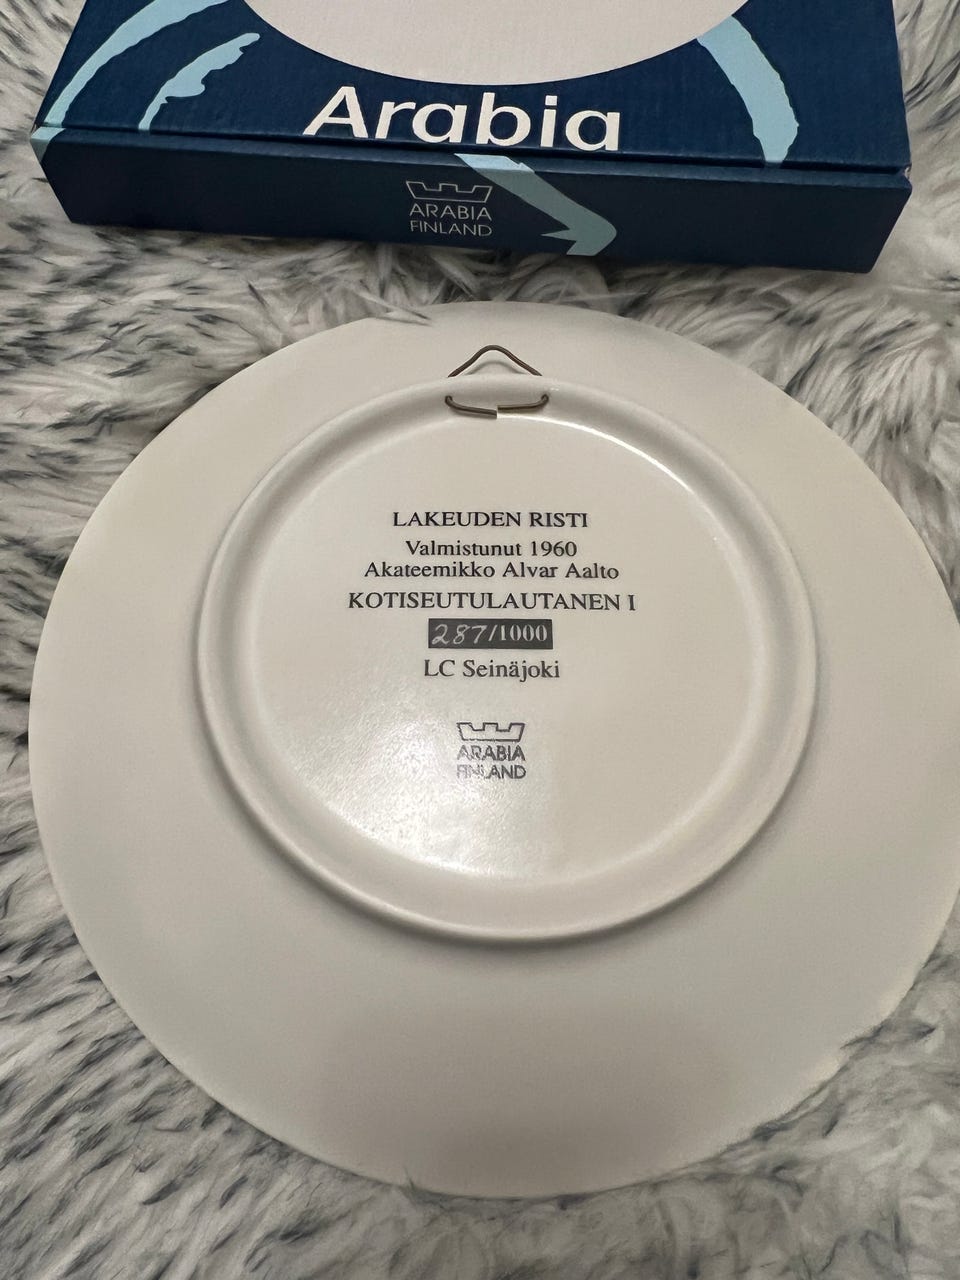 Arabia
ARABIA
FINLAND
LAKEUDEN RISTI
Valmistunut 1960
Akateemikko Alvar Aalto
KOTISEUTULAUTANEN I
287/1000
LC Seinäjoki
ARABIA
FINLAND